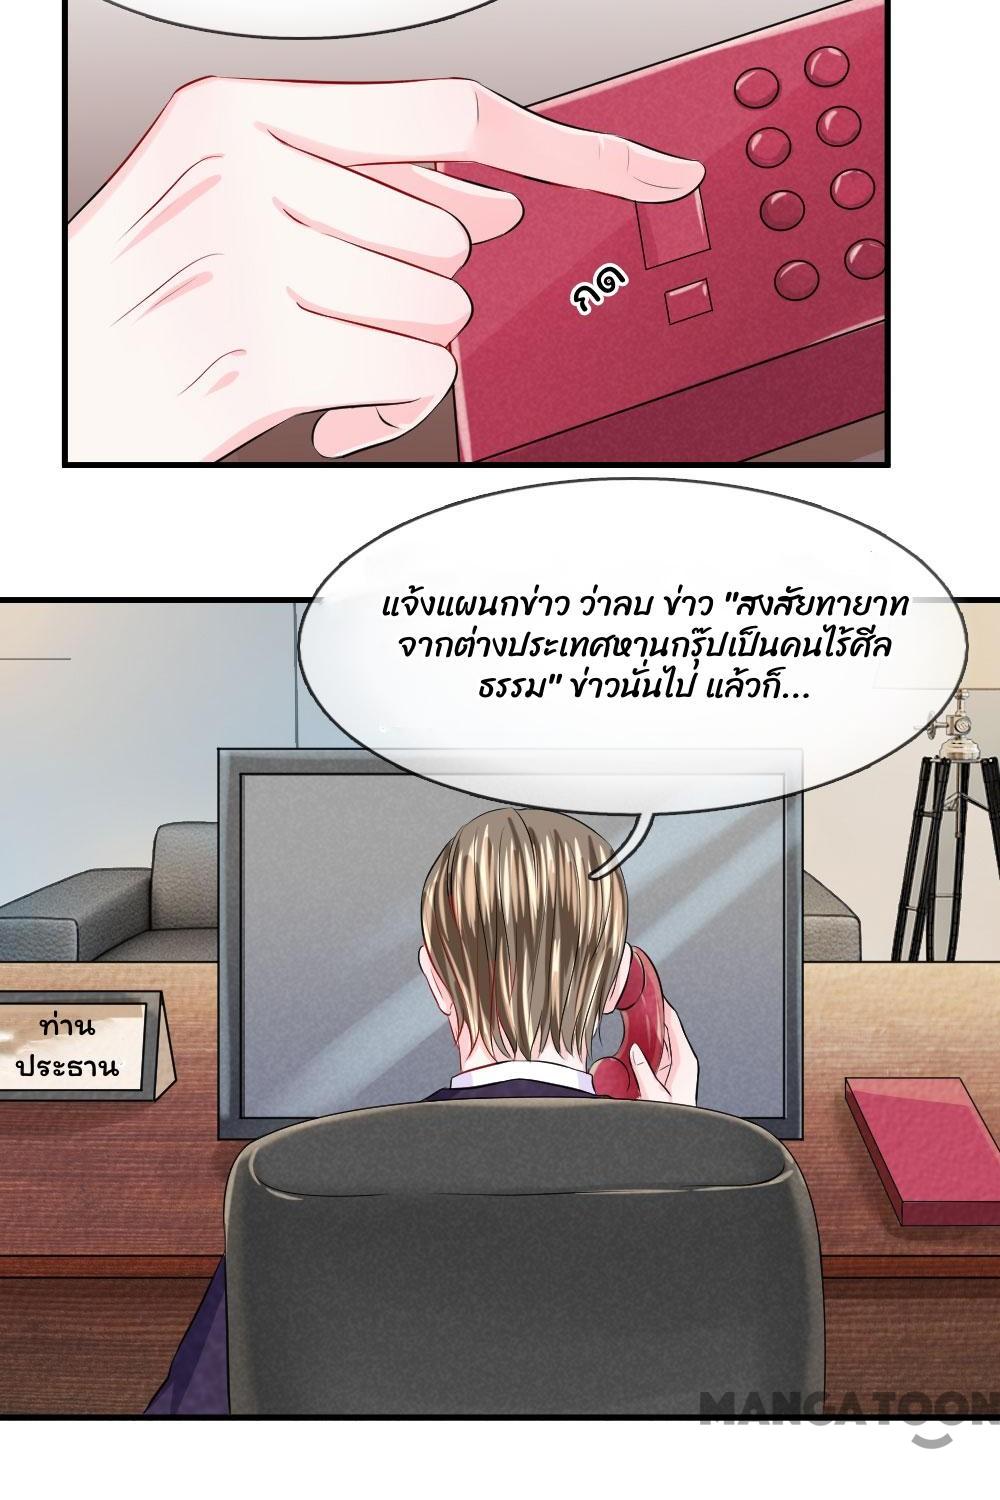 กด
แจ้งแผนกข่าว ว่าลบ ข่าว "สงสัยทายาท
จากต่างประเทศหานกรุ๊ปเป็นคนไร้ศีล
ธรรม" ข่าวนั่นไป แล้วก็...
ท่าน
ประธาน
MANGATOON